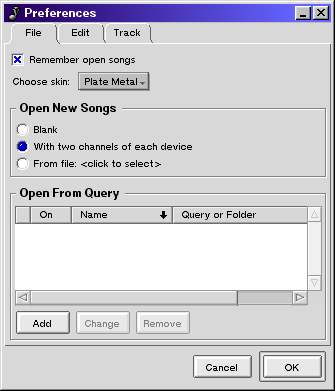 Preferences
File Edit Track
Remember open songs
Choose skin: Plate Metal
Open New Songs
Blank
With two channels of each device
From file: <click to select>
Open From Query
On Name Query or Folder
Add Change Remove
Cancel OK